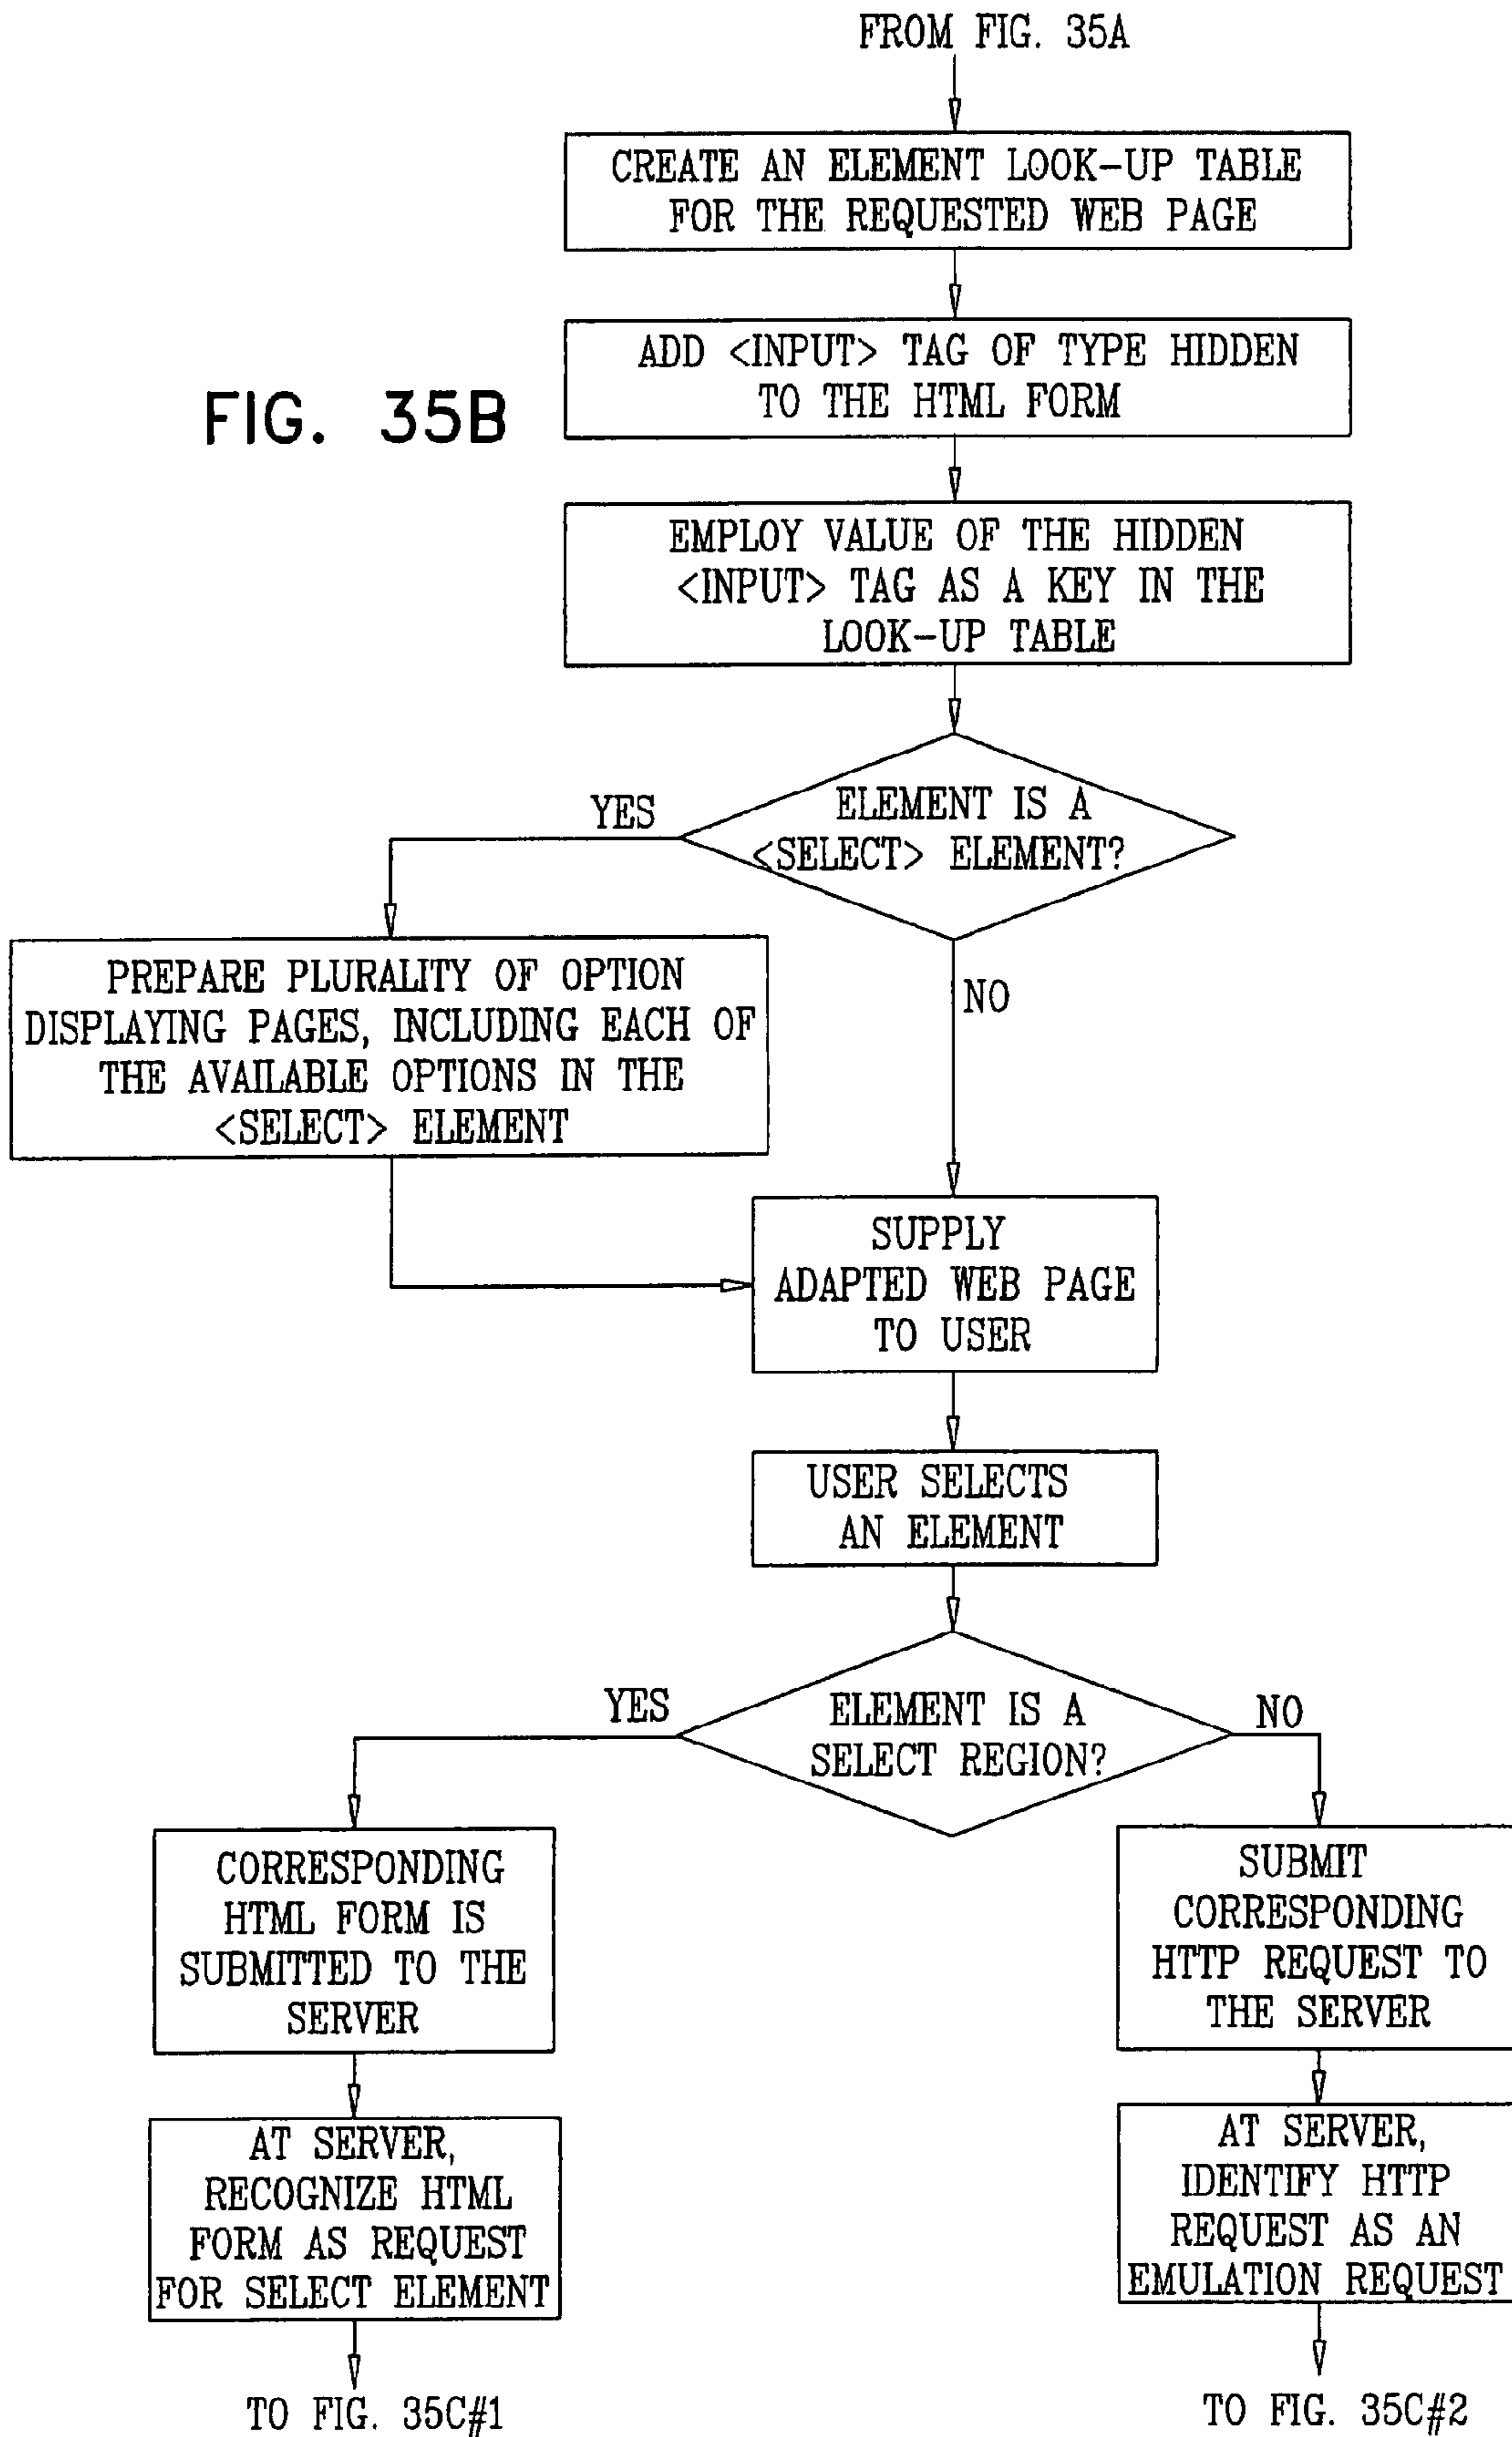 FROM FIG. 35A
CREATE AN ELEMENT LOOK-UP TABLE
FOR THE REQUESTED WEB PAGE
ADD <INPUT> TAG OF TYPE HIDDEN
TO THE HTML FORM
FIG. 35B
EMPLOY VALUE OF THE HIDDEN
<INPUT> TAG AS A KEY IN THE
LOOK-UP TABLE
ELEMENT IS A
<SELECT> ELEMENT?
YES
NO
PREPARE PLURALITY OF OPTION
DISPLAYING PAGES, INCLUDING EACH OF
THE AVAILABLE OPTIONS IN THE
<SELECT> ELEMENT
SUPPLY
ADAPTED WEB PAGE
TO USER
USER SELECTS
AN ELEMENT
ELEMENT IS A
SELECT REGION?
YES
NO
CORRESPONDING
HTML FORM IS
SUBMITTED TO THE
SERVER
SUBMIT
CORRESPONDING
HTTP REQUEST TO
THE SERVER
AT SERVER,
RECOGNIZE HTML
FORM AS REQUEST
FOR SELECT ELEMENT
AT SERVER,
IDENTIFY HTTP
REQUEST AS AN
EMULATION REQUEST
TO FIG. 35C#1
TO FIG. 35C#2